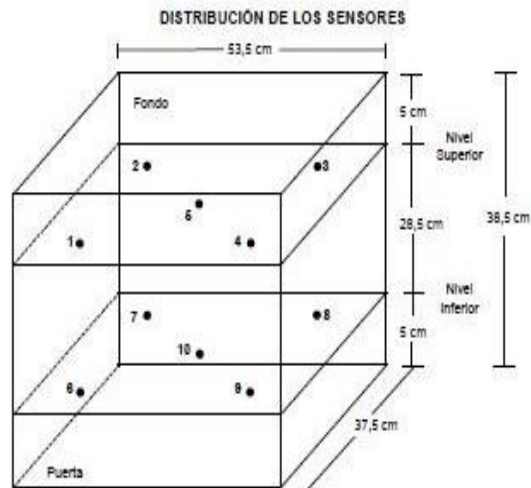 DISTRIBUCIÓN DE LOS SENSORES
53,5 cm
Fondo
5 cm
Nivel
Superior
2
3
5
1
4
28,5 cm
38,5 cm
Nivel
Inferior
7
8
5 cm
10
6
9
37,5 cm
Puerta